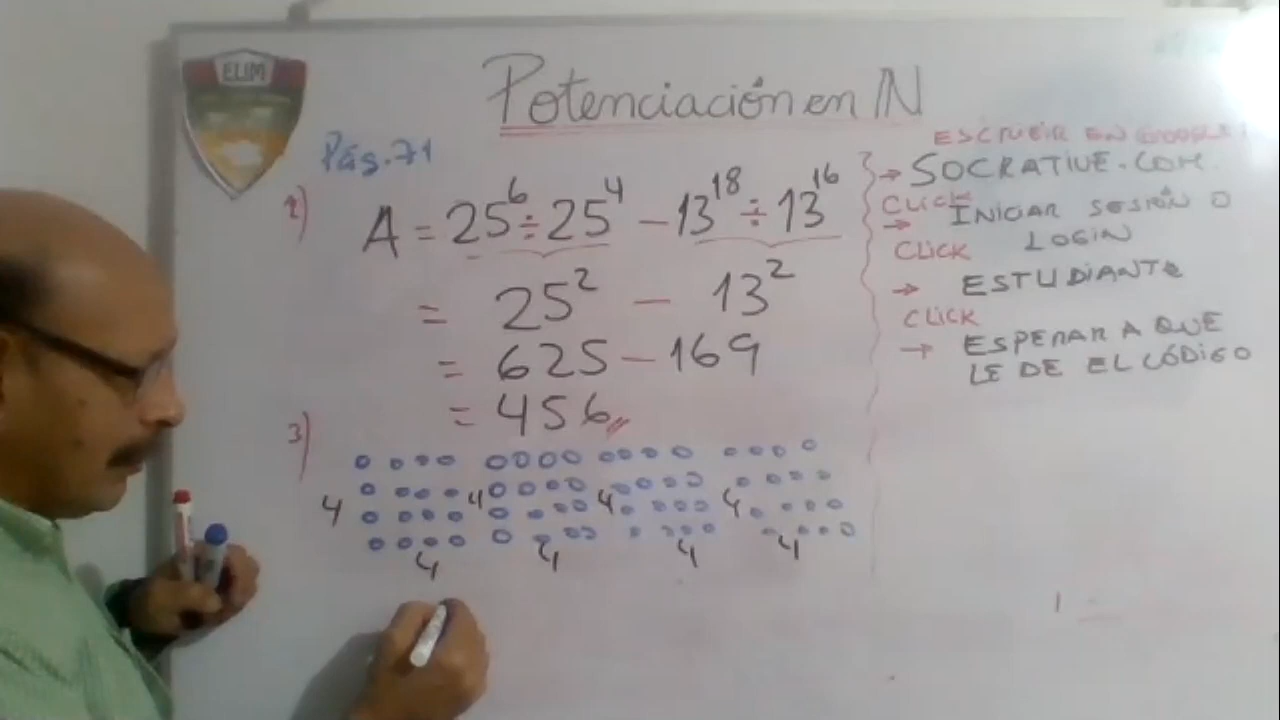 ELIM
Potenciación en ℕ
Pág. 71
2) A = 25⁶ ÷ 25⁴ - 13¹⁸ ÷ 13¹⁶
= 25² - 13²
= 625 - 169
= 456
3)
4 4 4 4
4 4 4 4
ESCRIBIR EN GOOGLE
→ SOCRATIVE.COM.
CLICK
→ INICIAR SESIÓN O
LOGIN
CLICK
→ ESTUDIANTE
CLICK
→ ESPERAR A QUE
LE DE EL CÓDIGO